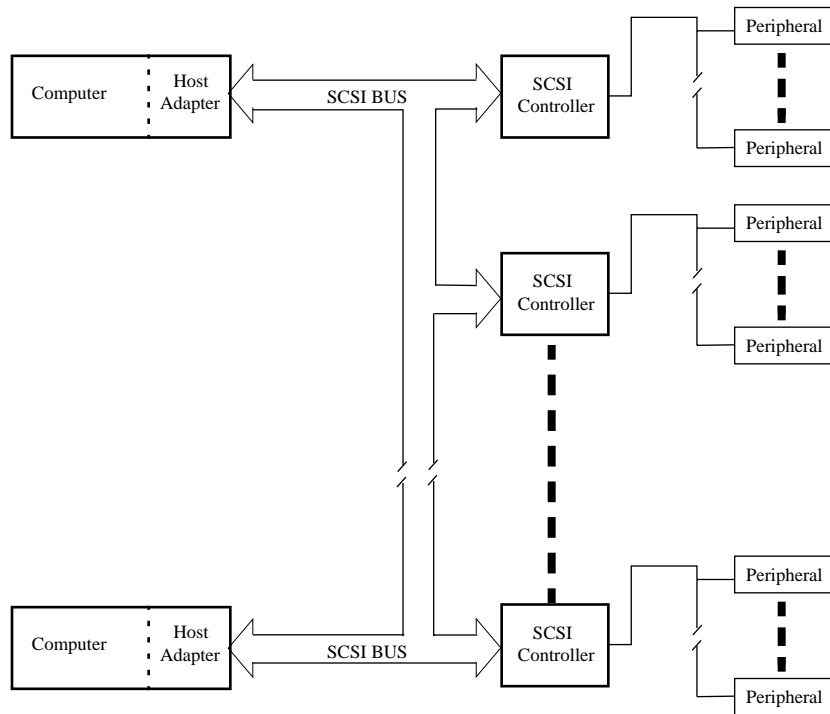 Peripheral
Computer
Host
Adapter
SCSI BUS
SCSI
Controller
Peripheral
Peripheral
SCSI
Controller
Peripheral
Peripheral
Computer
Host
Adapter
SCSI BUS
SCSI
Controller
Peripheral